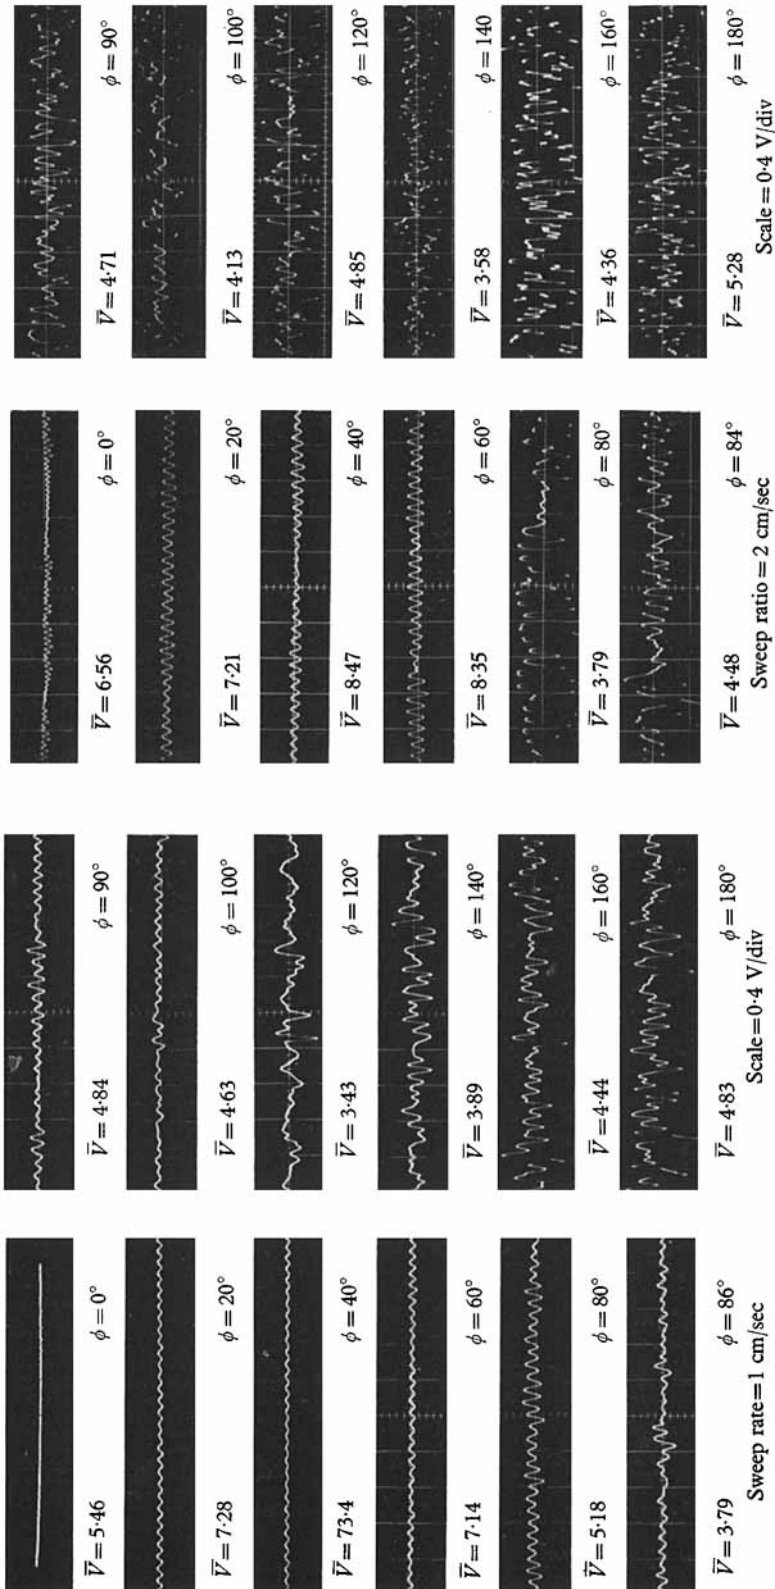 V̄=5·46 ϕ=0°
V̄=7·28 ϕ=20°
V̄=73·4 ϕ=40°
V̄=7·14 ϕ=60°
V̄=5·18 ϕ=80°
V̄=3·79 ϕ=86°
Sweep rate=1 cm/sec
V̄=4·84 ϕ=90°
V̄=4·63 ϕ=100°
V̄=3·43 ϕ=120°
V̄=3·89 ϕ=140°
V̄=4·44 ϕ=160°
V̄=4·83 ϕ=180°
Scale=0·4 V/div
V̄=6·56 ϕ=0°
V̄=7·21 ϕ=20°
V̄=8·47 ϕ=40°
V̄=8·35 ϕ=60°
V̄=3·79 ϕ=80°
V̄=4·48 ϕ=84°
Sweep ratio=2 cm/sec
V̄=4·71 ϕ=90°
V̄=4·13 ϕ=100°
V̄=4·85 ϕ=120°
V̄=3·58 ϕ=140
V̄=4·36 ϕ=160°
V̄=5·28 ϕ=180°
Scale=0·4 V/div